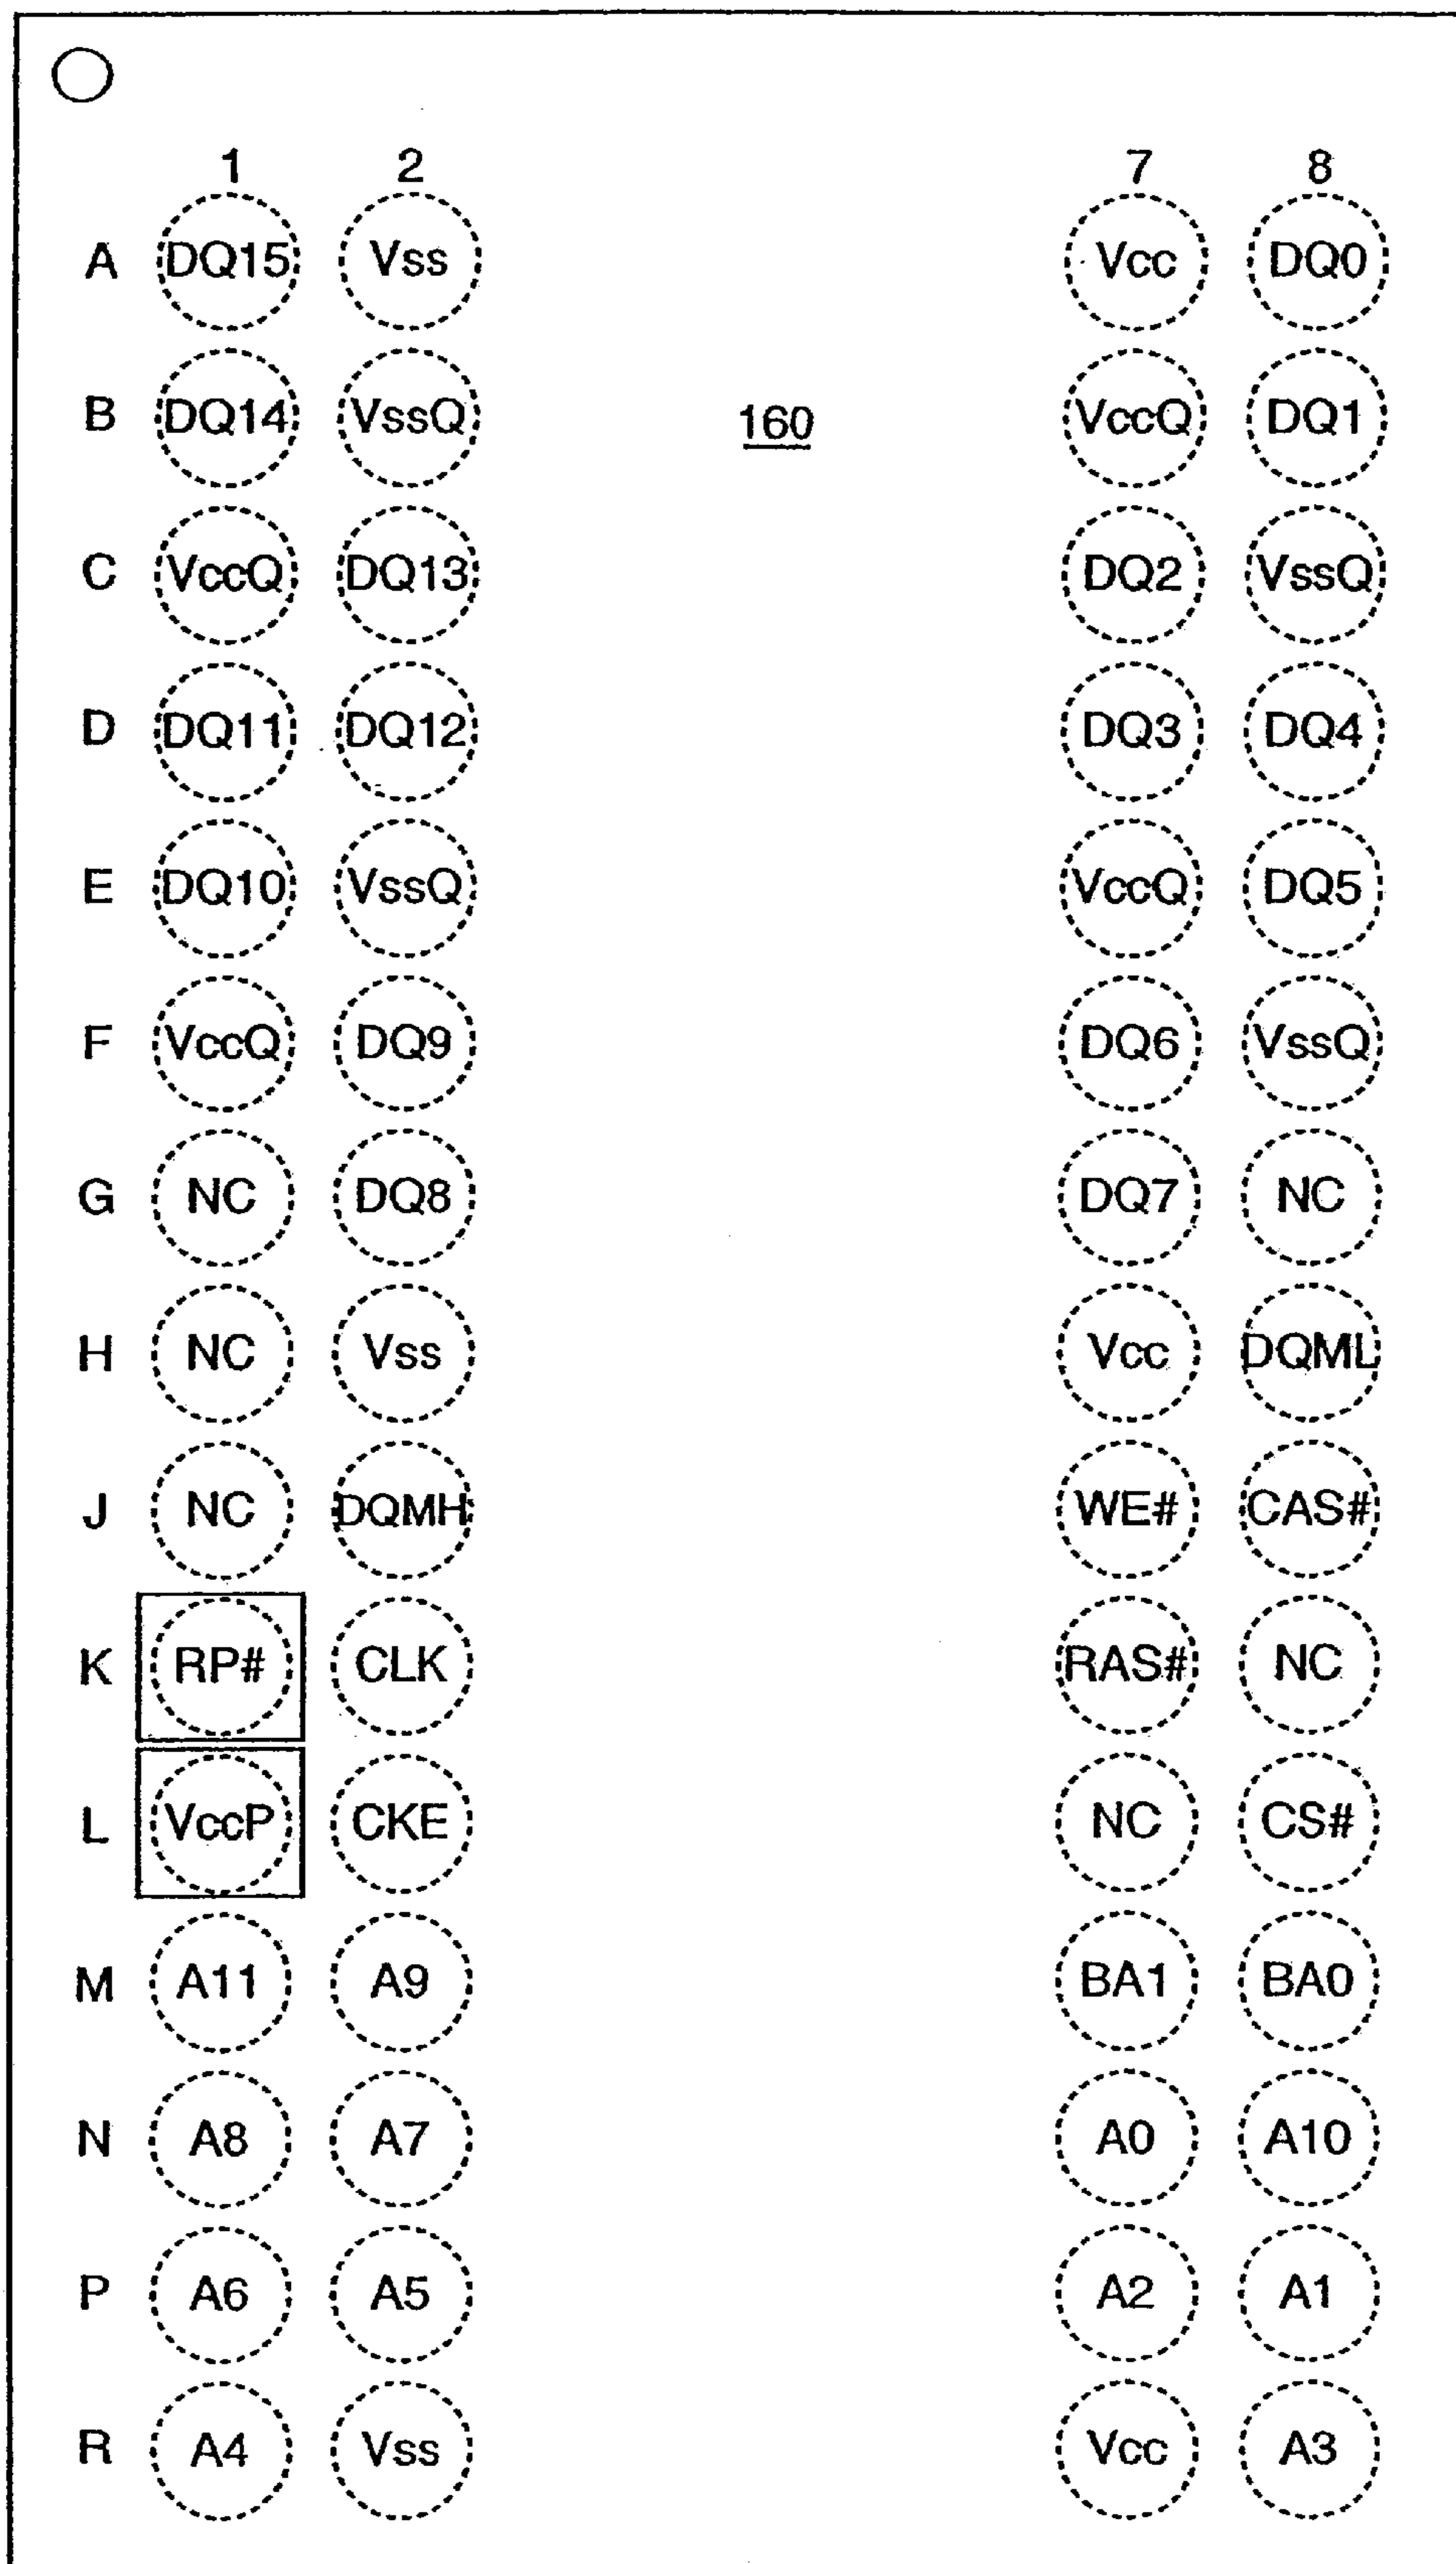 1 2 7 8
A DQ15 Vss Vcc DQ0
B DQ14 VssQ 160 VccQ DQ1
C VccQ DQ13 DQ2 VssQ
D DQ11 DQ12 DQ3 DQ4
E DQ10 VssQ VccQ DQ5
F VccQ DQ9 DQ6 VssQ
G NC DQ8 DQ7 NC
H NC Vss Vcc DQML
J NC DQMH WE# CAS#
K RP# CLK RAS# NC
L VccP CKE NC CS#
M A11 A9 BA1 BA0
N A8 A7 A0 A10
P A6 A5 A2 A1
R A4 Vss Vcc A3